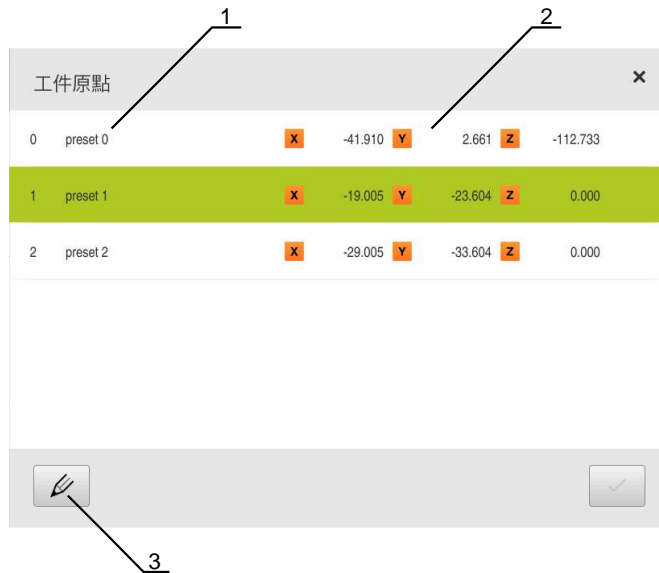 1 2
工件原點 ×
0 preset 0 X -41.910 Y 2.661 Z -112.733
1 preset 1 X -19.005 Y -23.604 Z 0.000
2 preset 2 X -29.005 Y -33.604 Z 0.000
3